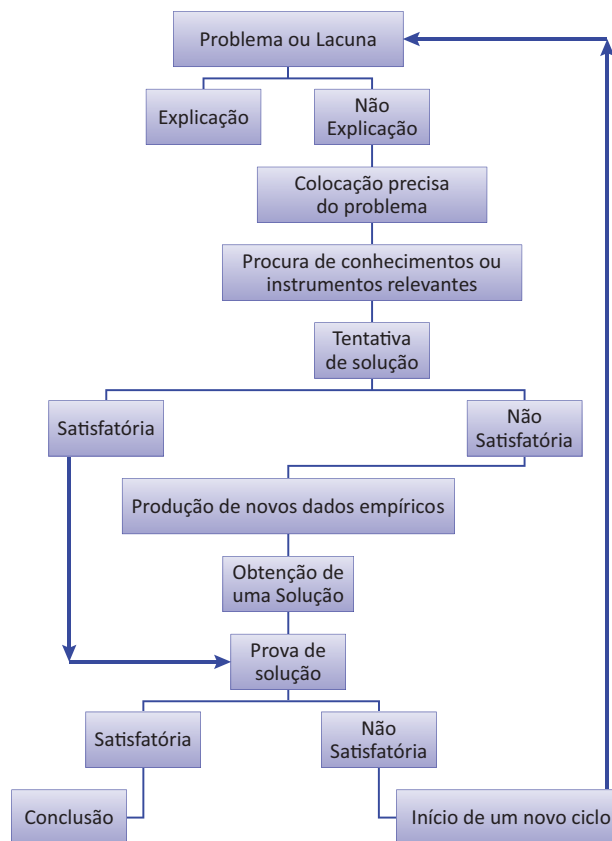 Problema ou Lacuna
Explicação
Não
Explicação
Colocação precisa
do problema
Procura de conhecimentos ou
instrumentos relevantes
Tentativa
de solução
Satisfatória
Não
Satisfatória
Produção de novos dados empíricos
Obtenção de
uma Solução
Prova de
solução
Satisfatória
Não
Satisfatória
Conclusão
Início de um novo ciclo